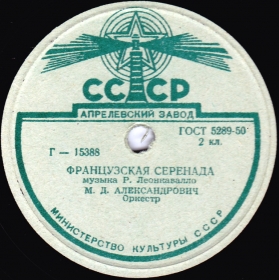 СССР
АПРЕЛЕВСКИЙ ЗАВОД
ГОСТ 5289-50
2 кл.
Г — 15388
ФРАНЦУЗСКАЯ СЕРЕНАДА
музыка Р. Леонкавалло
М. Д. АЛЕКСАНДРОВИЧ
Оркестр
МИНИСТЕРСТВО КУЛЬТУРЫ СССР